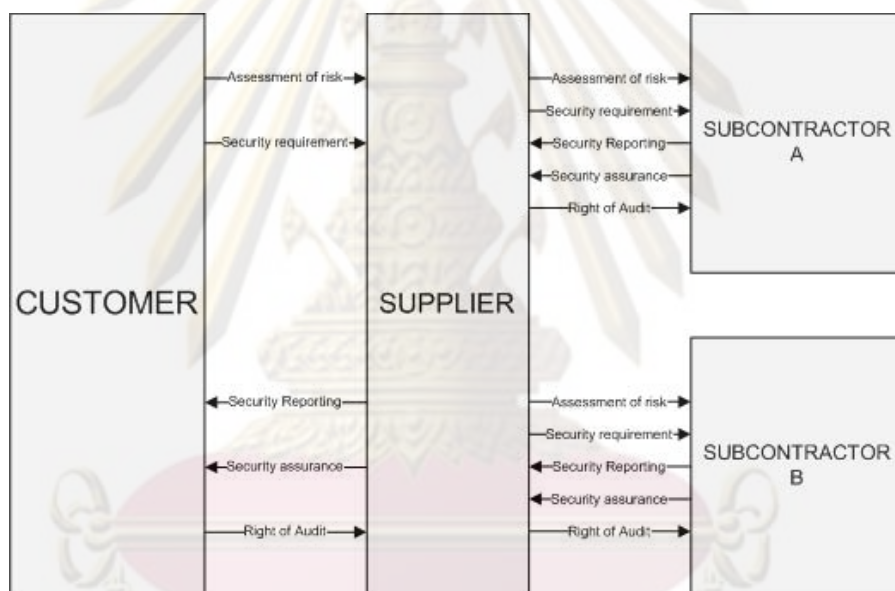 CUSTOMER
Assessment of risk
Security requirement
Security Reporting
Security assurance
Right of Audit
SUPPLIER
Assessment of risk
Security requirement
Security Reporting
Security assurance
Right of Audit
SUBCONTRACTOR
A
Assessment of risk
Security requirement
Security Reporting
Security assurance
Right of Audit
SUBCONTRACTOR
B